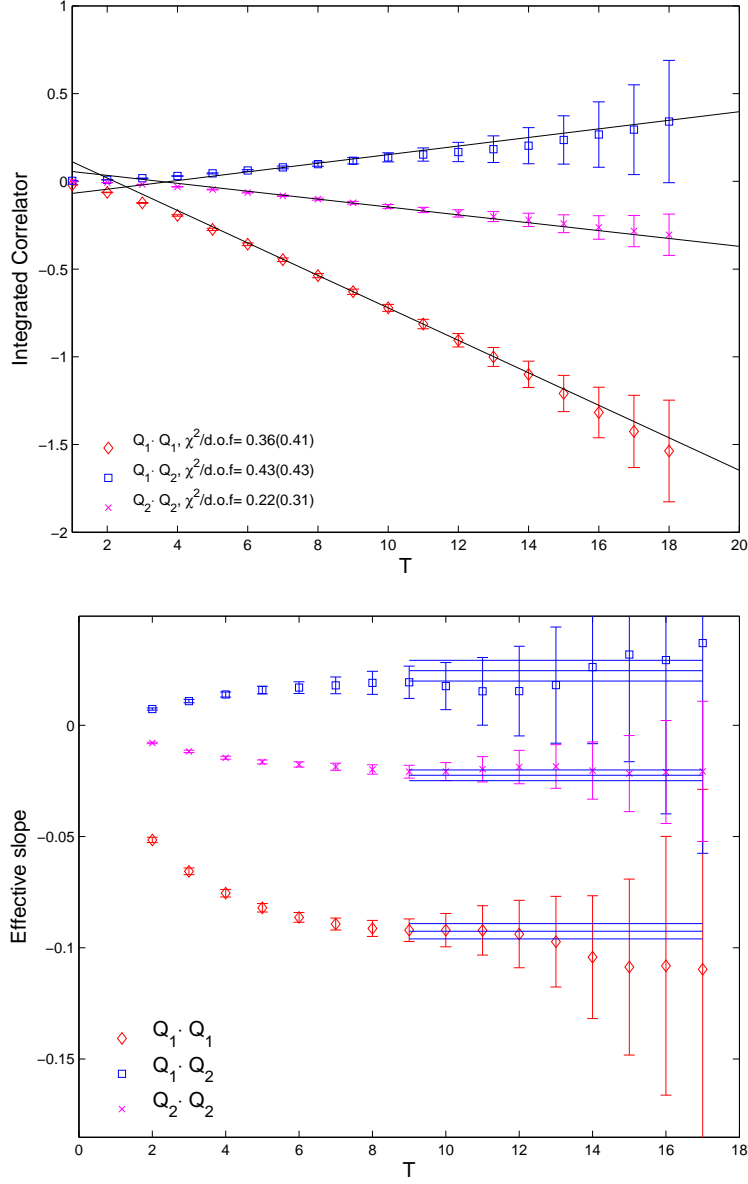 1
0.5
0
−0.5
−1
−1.5
−2
Integrated Correlator
Q1· Q1, χ2/d.o.f= 0.36(0.41)
Q1· Q2, χ2/d.o.f= 0.43(0.43)
Q2· Q2, χ2/d.o.f= 0.22(0.31)
2 4 6 8 10 12 14 16 18 20
T
0
−0.05
−0.1
−0.15
Effective slope
Q1· Q1
Q1· Q2
Q2· Q2
0 2 4 6 8 10 12 14 16 18
T